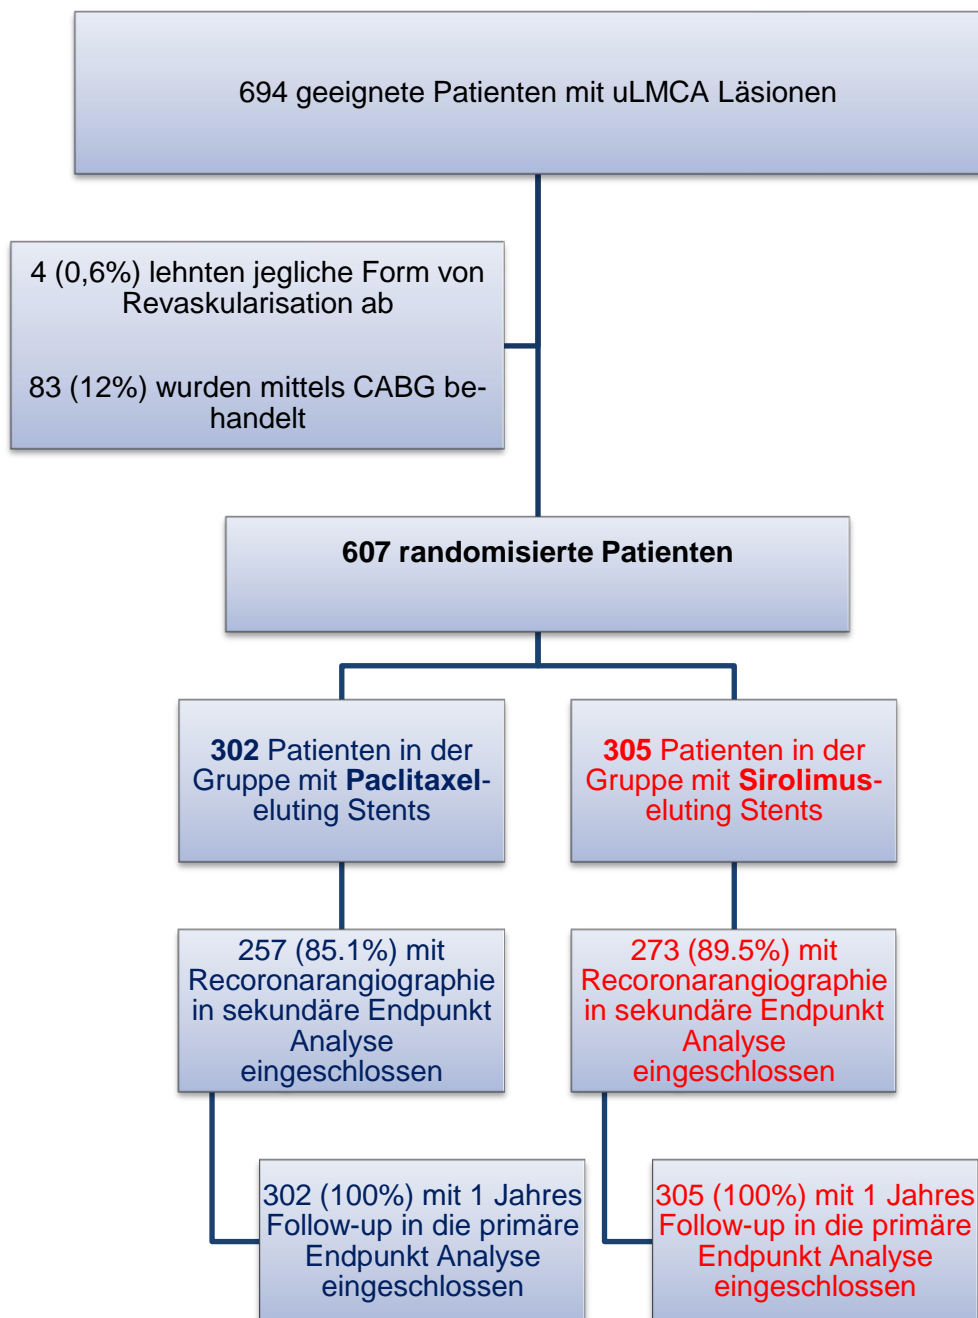 694 geeignete Patienten mit uLMCA Läsionen
4 (0,6%) lehnten jegliche Form von
Revaskularisation ab
83 (12%) wurden mittels CABG be-
handelt
607 randomisierte Patienten
302 Patienten in der
Gruppe mit Paclitaxel-
eluting Stents
305 Patienten in der
Gruppe mit Sirolimus-
eluting Stents
257 (85.1%) mit
Recoronarangiographie
in sekundäre Endpunkt
Analyse
eingeschlossen
273 (89.5%) mit
Recoronarangiographie
in sekundäre Endpunkt
Analyse
eingeschlossen
302 (100%) mit 1 Jahres
Follow-up in die primäre
Endpunkt Analyse
eingeschlossen
305 (100%) mit 1 Jahres
Follow-up in die primäre
Endpunkt Analyse
eingeschlossen